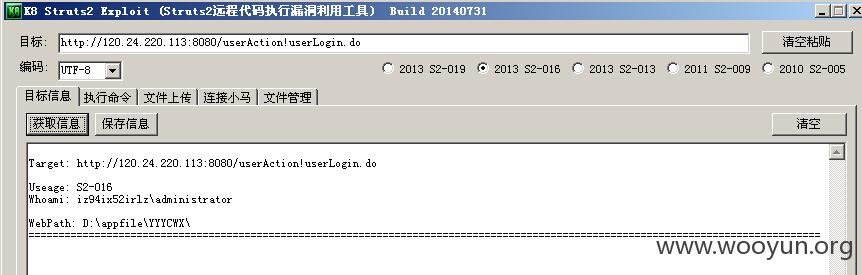 K8 Struts2 Exploit (Struts2远程代码执行漏洞利用工具) Build 20140731
目标: http://120.24.220.113:8080/userAction!userLogin.do 清空粘贴
编码: UTF-8 2013 S2-019 2013 S2-016 2013 S2-013 2011 S2-009 2010 S2-005
目标信息 执行命令 文件上传 连接小马 文件管理
获取信息 保存信息 清空
Target: http://120.24.220.113:8080/userAction!userLogin.do
Useage: S2-016
Whoami: iz94ix52irlz\administrator
WebPath: D:\appfile\YYYCWX\
================================================================================
www.wooyun.org